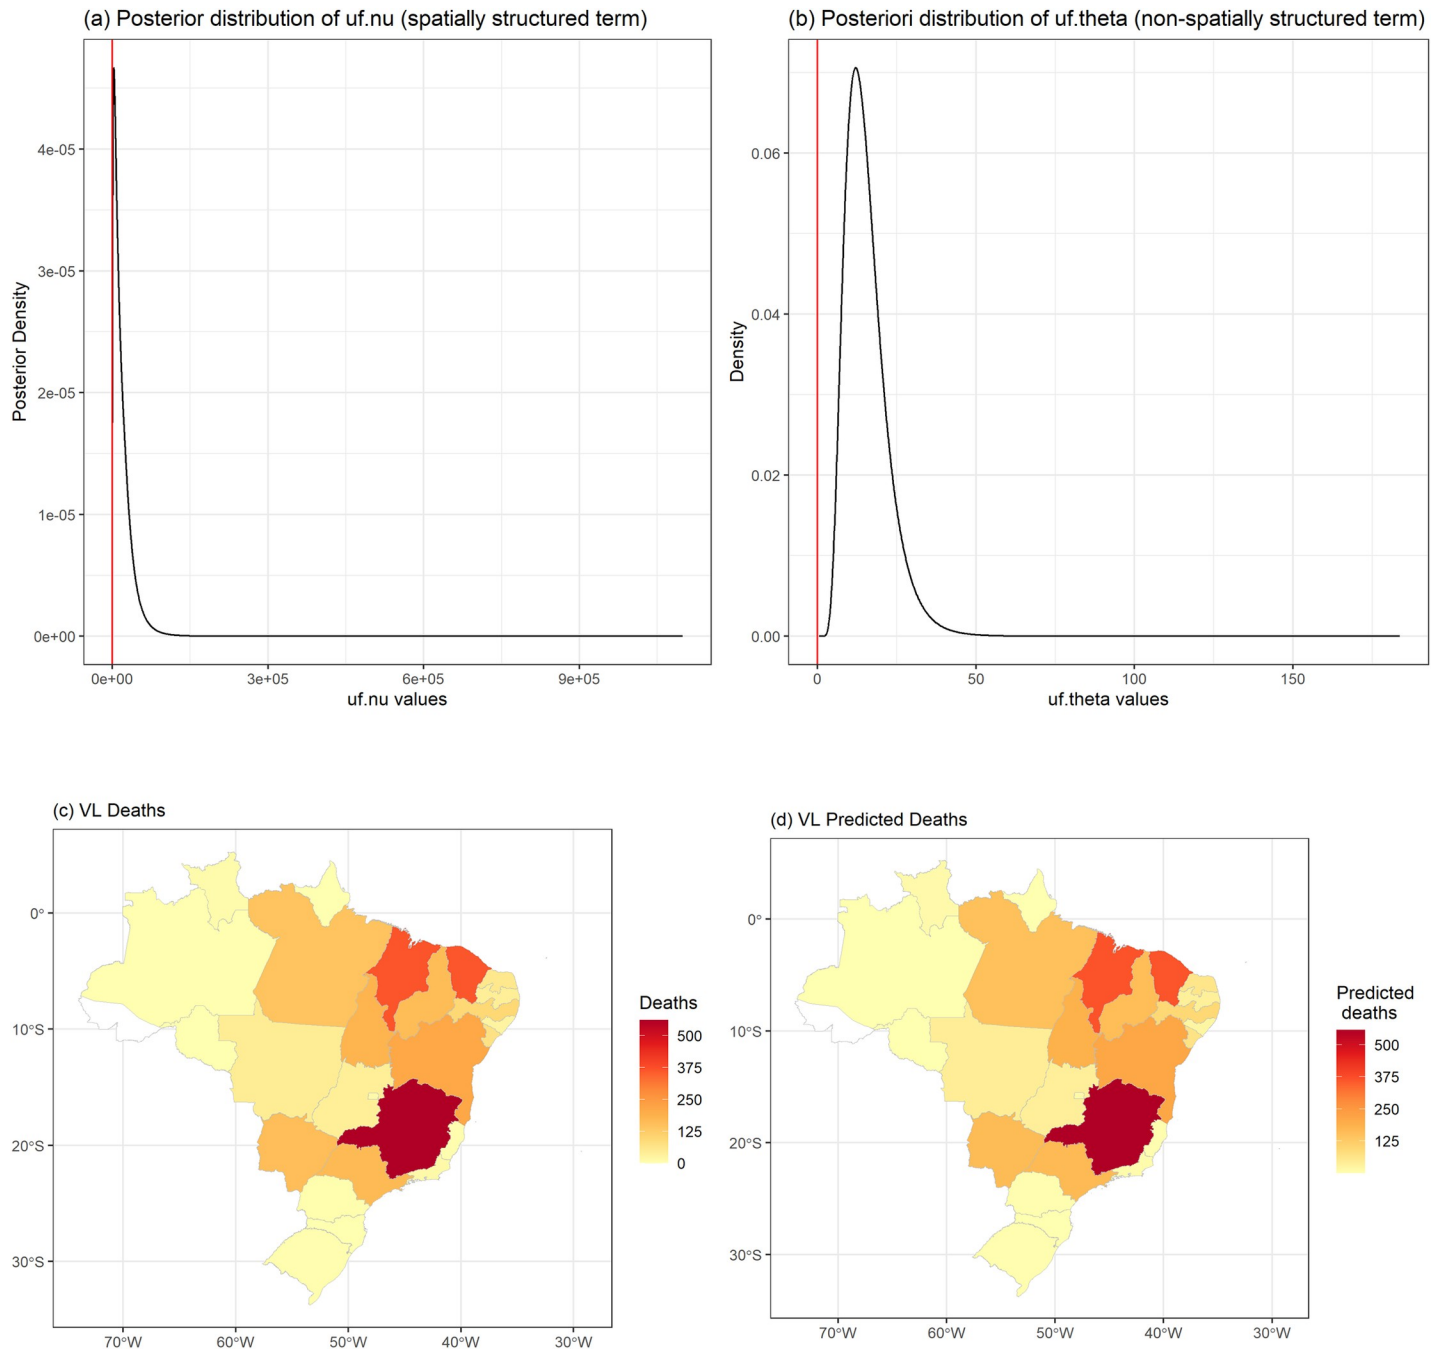 (a) Posterior distribution of uf.nu (spatially structured term)
Posterior Density
4e-05
3e-05
2e-05
1e-05
0e+00
0e+00 3e+05 6e+05 9e+05
uf.nu values
(b) Posteriori distribution of uf.theta (non-spatially structured term)
Density
0.06
0.04
0.02
0.00
0 50 100 150
uf.theta values
(c) VL Deaths
0°
10°S
20°S
30°S
70°W 60°W 50°W 40°W 30°W
Deaths
500
375
250
125
0
(d) VL Predicted Deaths
0°
10°S
20°S
30°S
70°W 60°W 50°W 40°W 30°W
Predicted
deaths
500
375
250
125